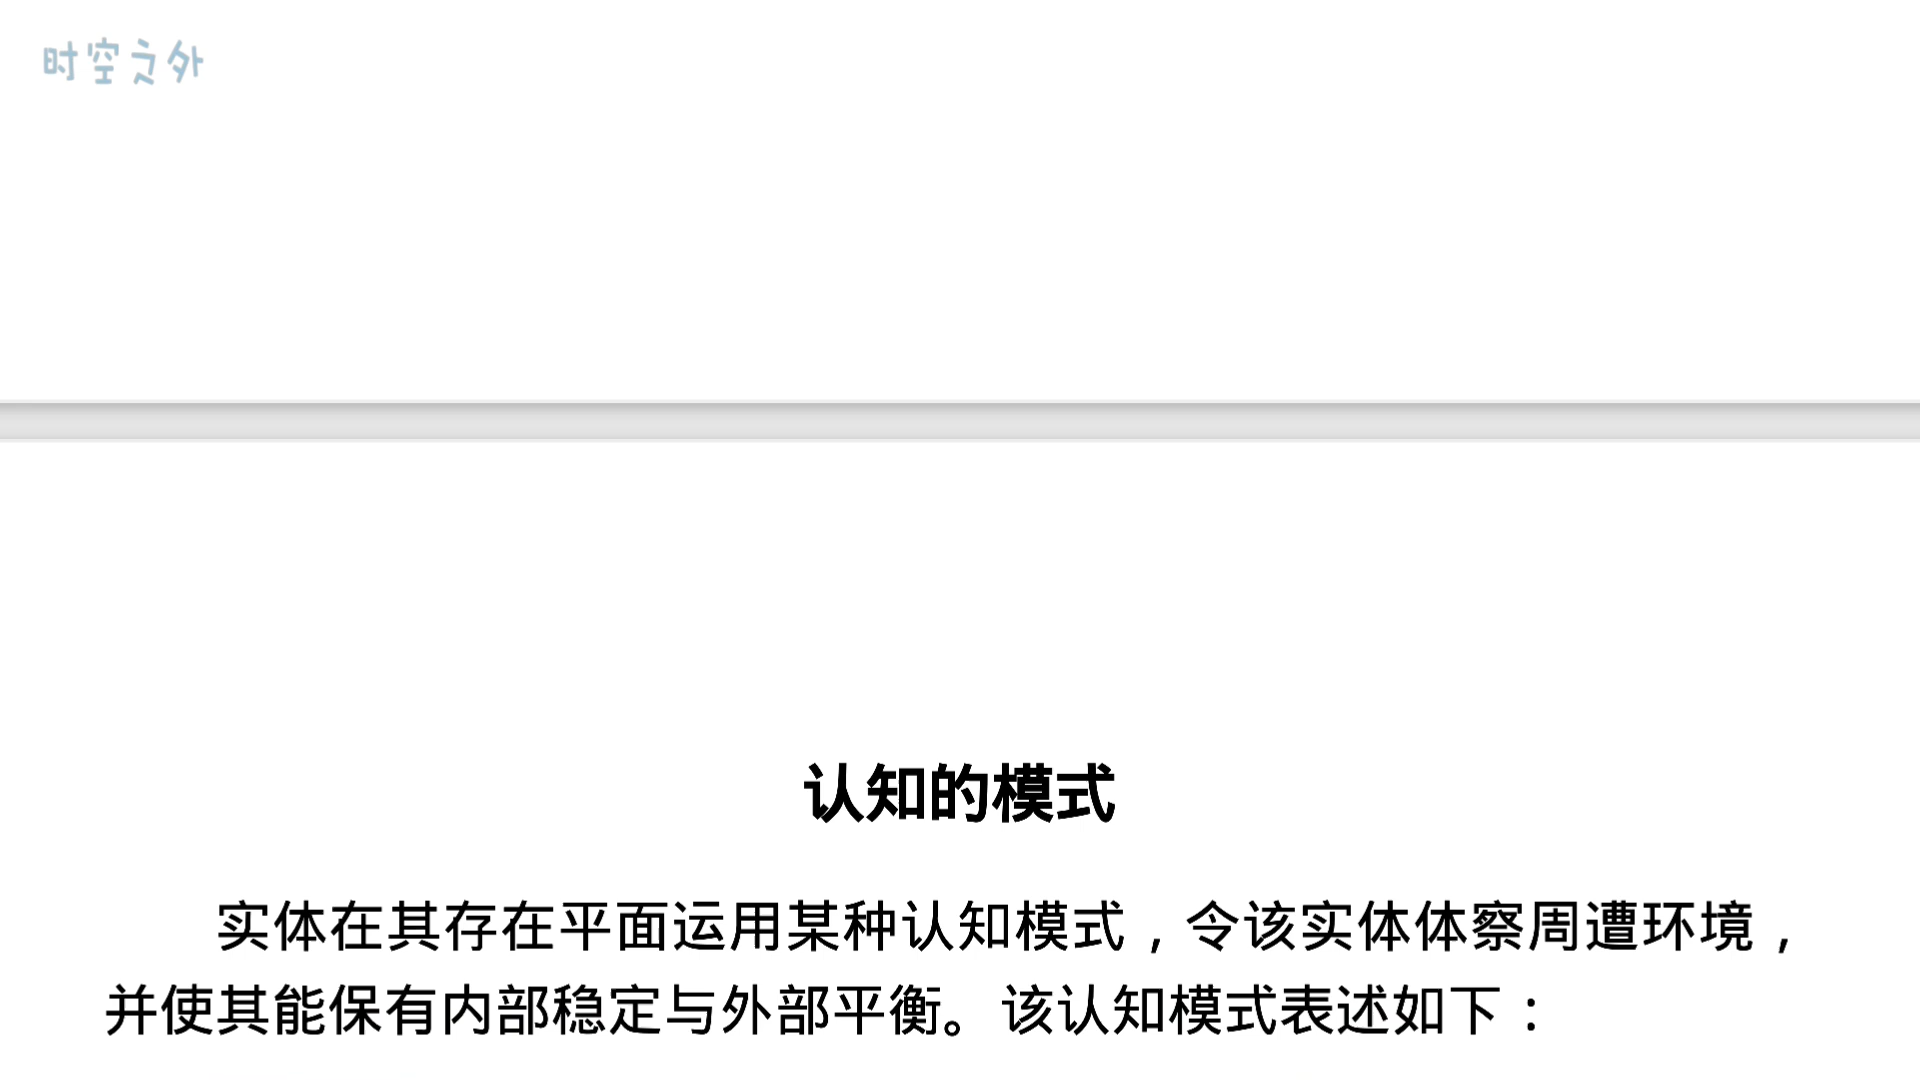 时空之外
认知的模式
实体在其存在平面运用某种认知模式，令该实体体察周遭环境，
并使其能保有内部稳定与外部平衡。该认知模式表述如下：